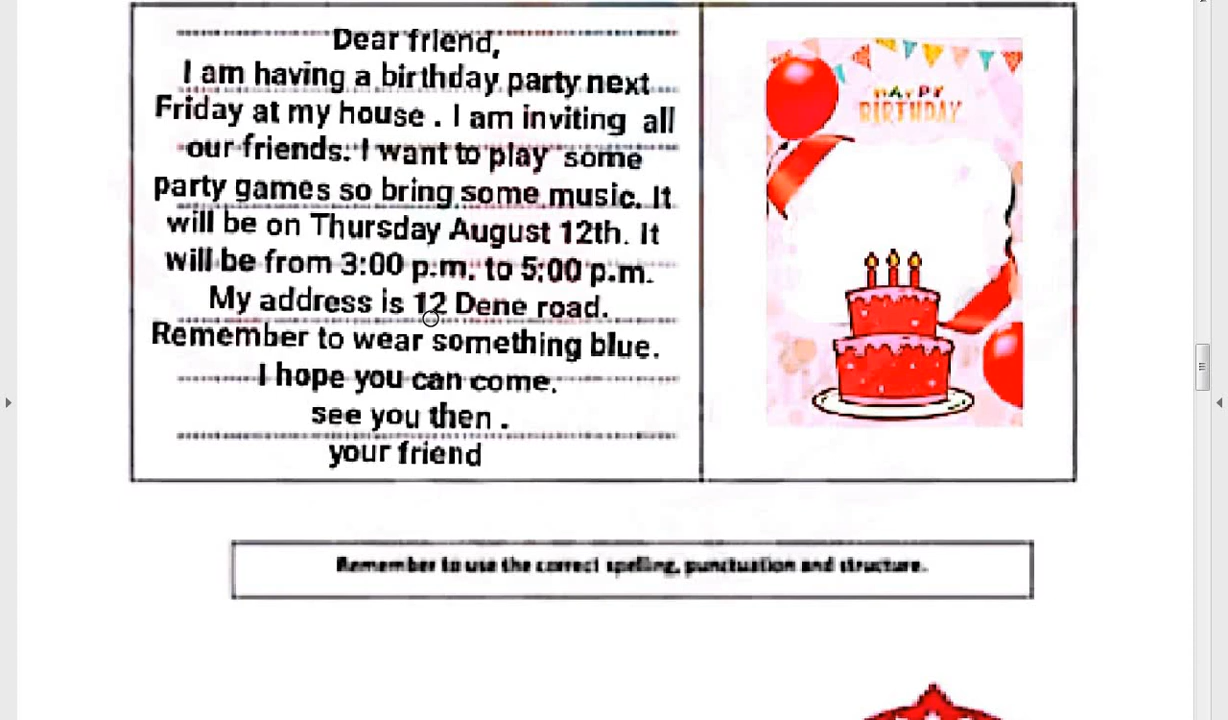 Dear friend,
I am having a birthday party next
Friday at my house . I am inviting all
our friends. I want to play some
party games so bring some music. It
will be on Thursday August 12th. It
will be from 3:00 p.m. to 5:00 p.m.
My address is 12 Dene road.
Remember to wear something blue.
I hope you can come.
see you then .
your friend
HAPPY
BIRTHDAY
Remember to use the correct spelling, punctuation and structure.